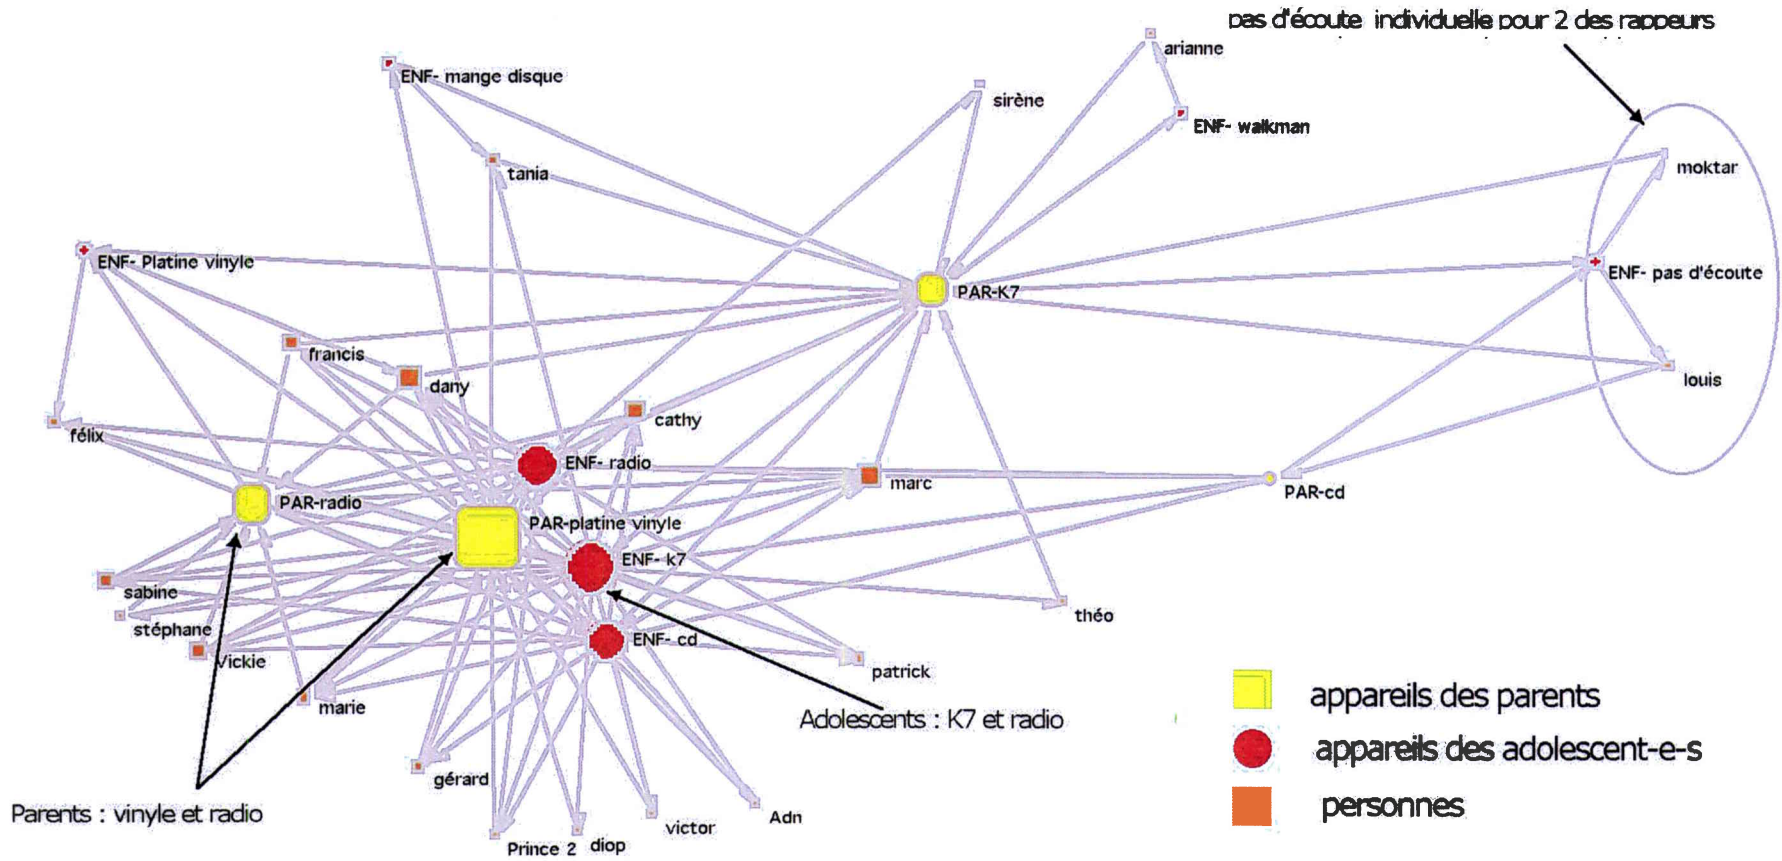 pas d'écoute individuelle pour 2 des rappeurs
arianne
ENF- mange disque
sirène
ENF- walkman
tania
moktar
ENF- Platine vinyle
ENF- pas d'écoute
PAR-K7
francis
dany
louis
cathy
félix
ENF- radio
marc
PAR-cd
PAR-radio
PAR-platine vinyle
ENF- k7
sabine
théo
stéphane
ENF- cd
Vickie
patrick
marie
appareils des parents
Adolescents : K7 et radio
appareils des adolescent-e-s
gérard
personnes
Parents : vinyle et radio
Adn
victor
Prince 2
diop